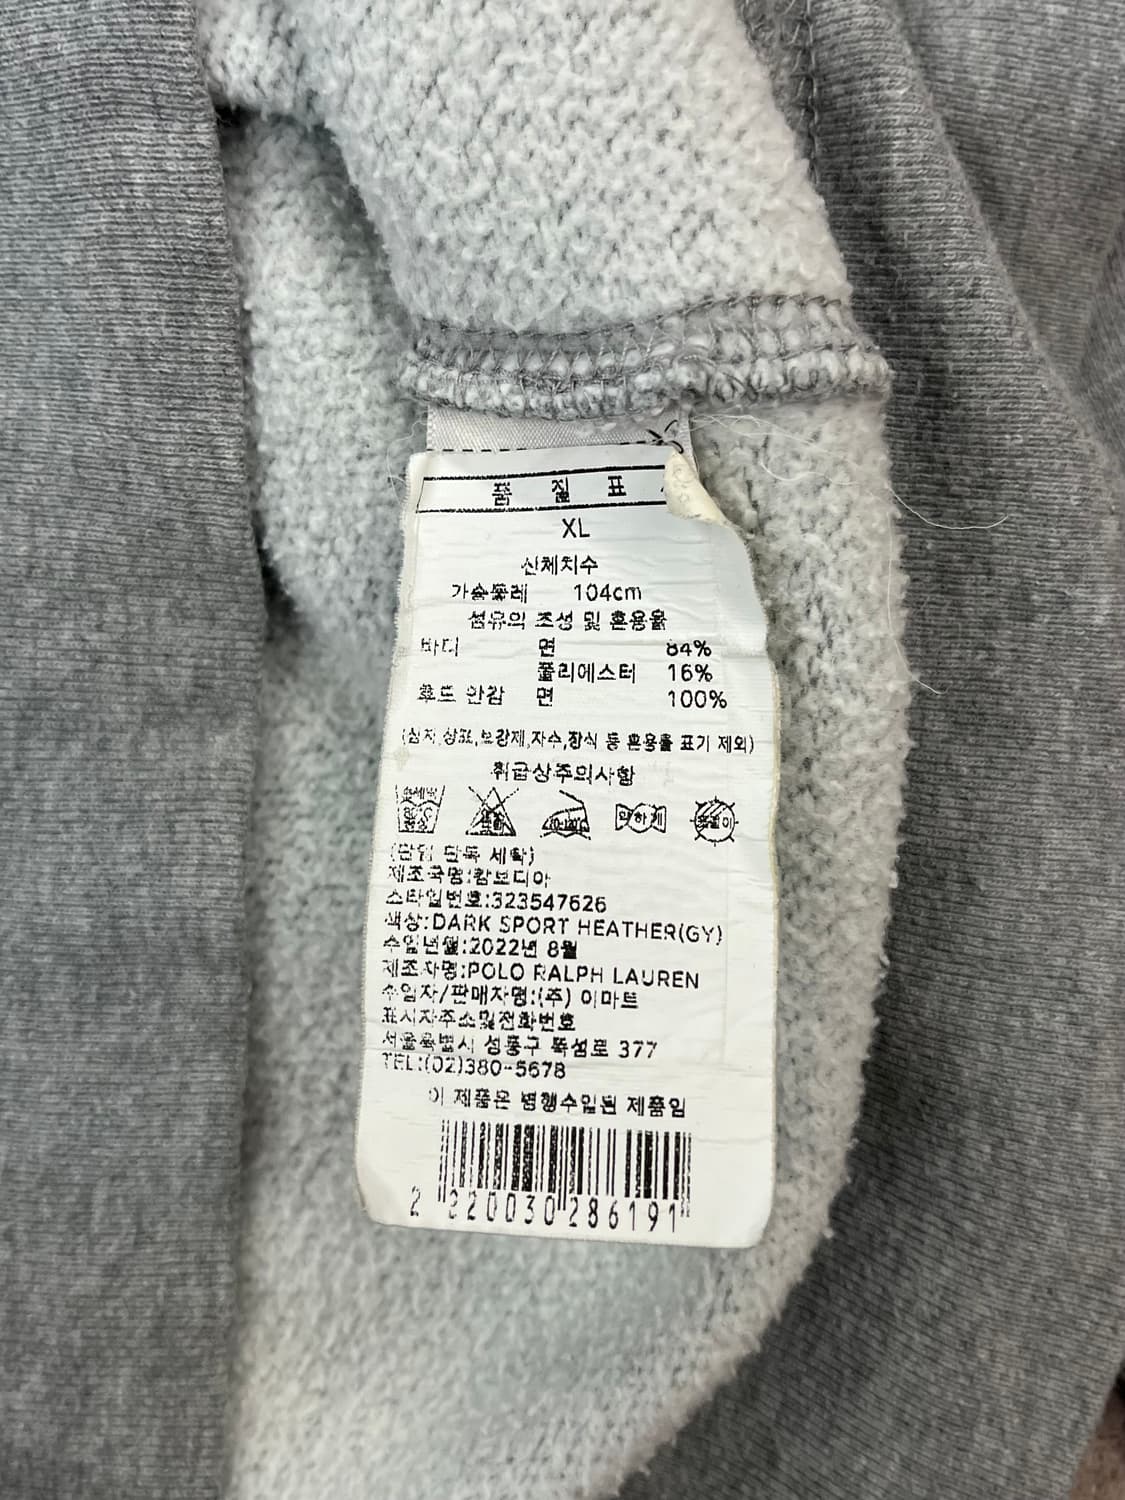 품 질 표
XL
신체치수
가슴둘레 104cm
섬유의 조성 및 혼용율
바디 면 84%
폴리에스터 16%
후드 안감 면 100%
(심지,상표,보강제,자수,장식 등 혼용율 표기 제외)
취급상주의사항
약하게
(단임 단독 세탁)
제조국명:캄보디아
스타일번호:323547626
색상:DARK SPORT HEATHER(GY)
수입년월:2022년 8월
제조자명:POLO RALPH LAUREN
수입자/판매자명:(주) 이마트
표시자주소및전화번호
서울특별시 성동구 뚝섬로 377
TEL:(02)380-5678
이 제품은 병행수입된 제품임
2 220030 286191